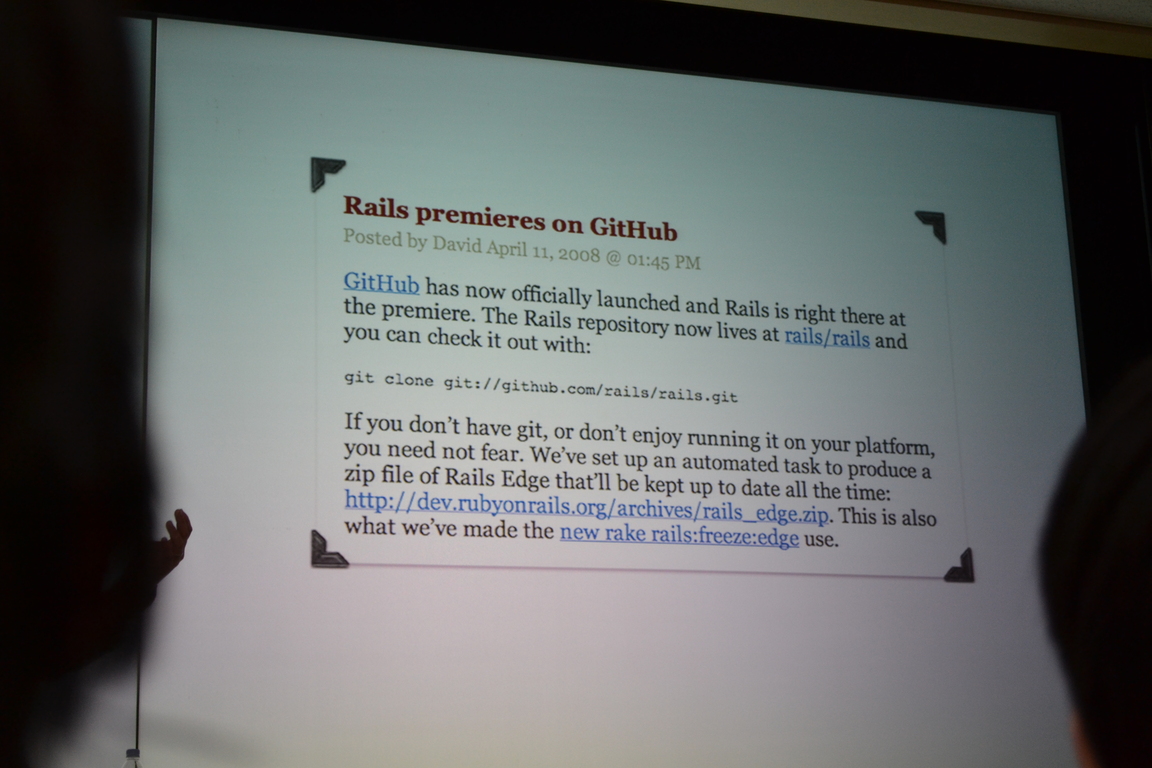 Rails premieres on GitHub
Posted by David April 11, 2008 @ 01:45 PM
GitHub has now officially launched and Rails is right there at
the premiere. The Rails repository now lives at rails/rails and
you can check it out with:
git clone git://github.com/rails/rails.git
If you don’t have git, or don’t enjoy running it on your platform,
you need not fear. We’ve set up an automated task to produce a
zip file of Rails Edge that’ll be kept up to date all the time:
http://dev.rubyonrails.org/archives/rails_edge.zip. This is also
what we’ve made the new rake rails:freeze:edge use.